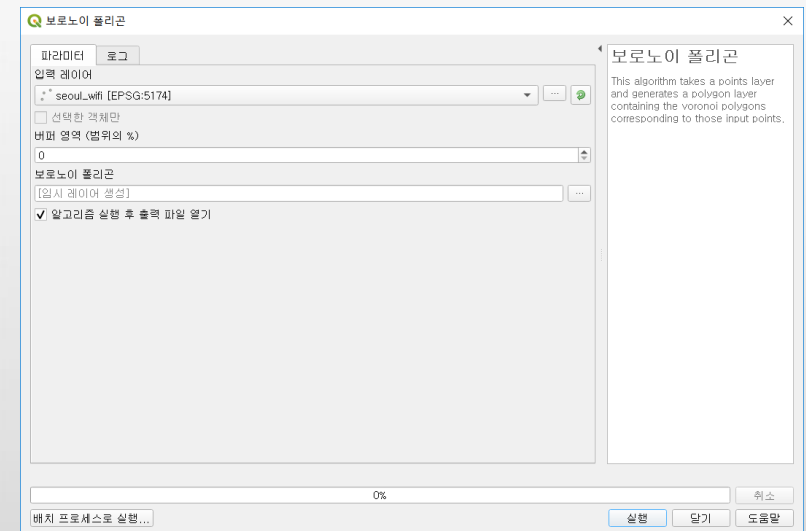 보로노이 폴리곤
파라미터 로그
입력 레이어
seoul_wifi [EPSG:5174]
...
선택한 객체만
버퍼 영역 (범위의 %)
0
보로노이 폴리곤
[임시 레이어 생성]
...
알고리즘 실행 후 출력 파일 열기
보로노이 폴리곤
This algorithm takes a points layer
and generates a polygon layer
containing the voronoi polygons
corresponding to those input points.
0%
취소
배치 프로세스로 실행...
실행 닫기 도움말